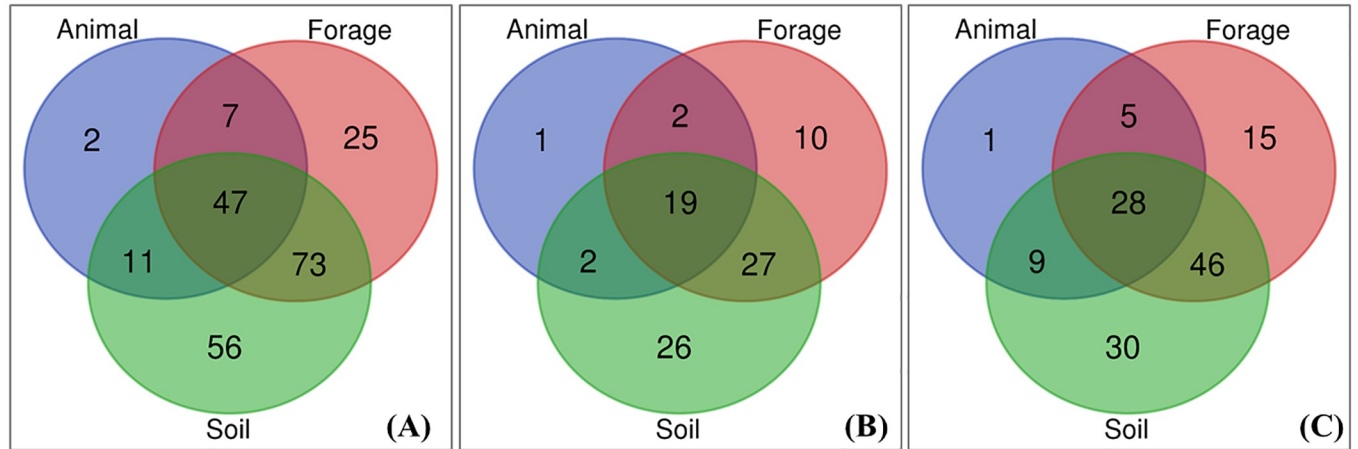 Animal Forage
2 7 25
47
11 73
56
Soil (A)
Animal Forage
1 2 10
19
2 27
26
Soil (B)
Animal Forage
1 5 15
28
9 46
30
Soil (C)